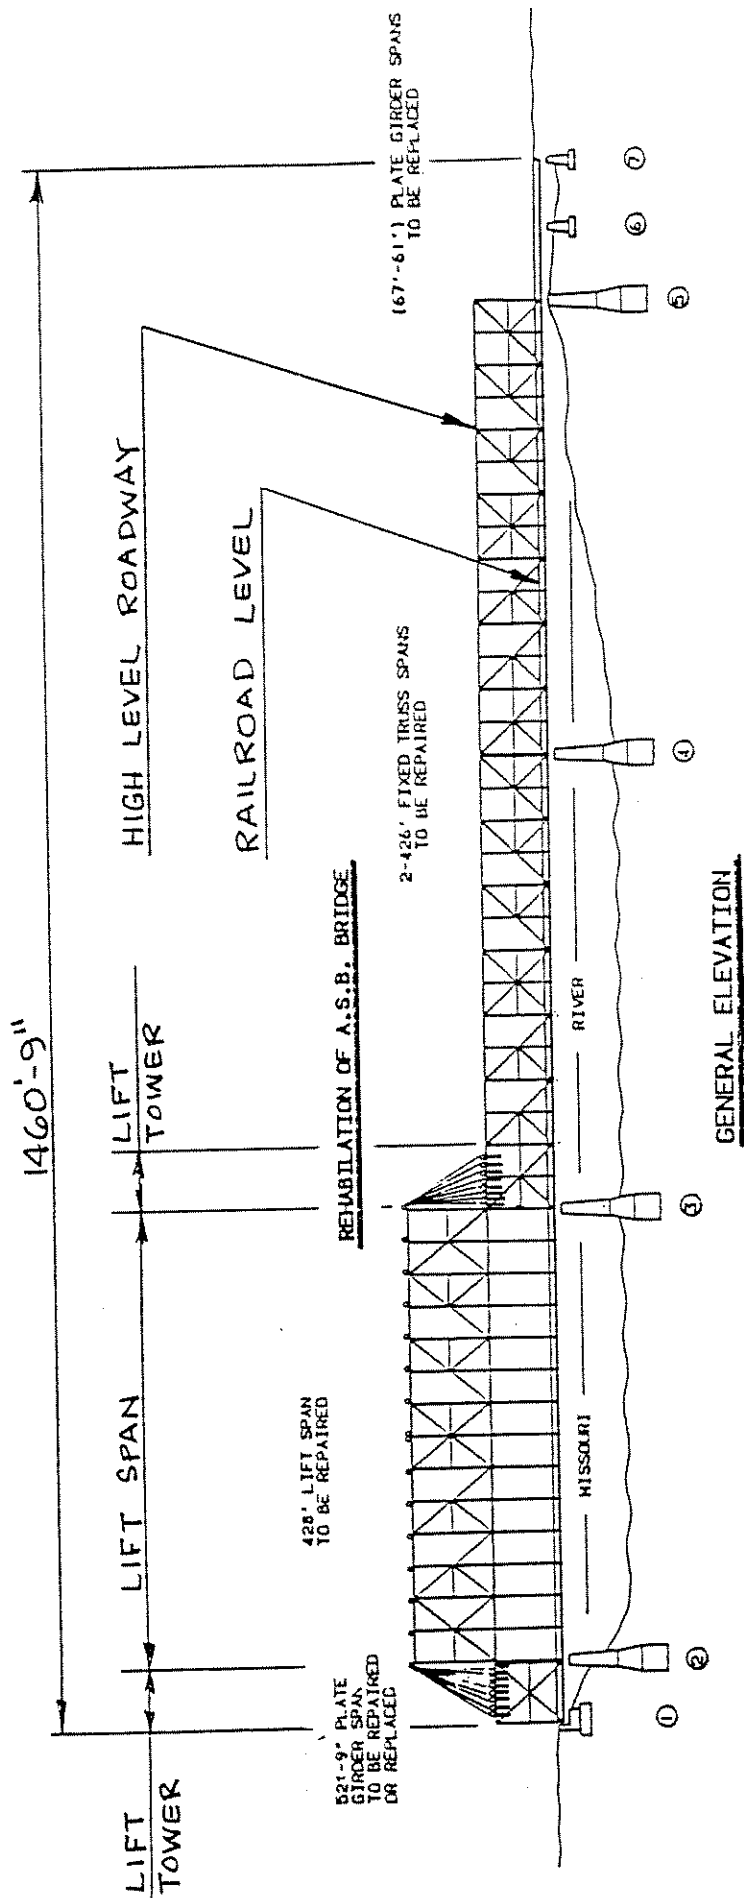 1460'-9"
LIFT
TOWER
LIFT SPAN
LIFT
TOWER
HIGH LEVEL ROADWAY
RAILROAD LEVEL
521-9" PLATE
GIRDER SPAN
TO BE REPAIRED
OR REPLACED
428' LIFT SPAN
TO BE REPAIRED
REHABILATION OF A.S.B. BRIDGE
2-426' FIXED TRUSS SPANS
TO BE REPAIRED
(67'-61') PLATE GIRDER SPANS
TO BE REPLACED
MISSOURI
RIVER
1
2
3
4
5
6
7
GENERAL ELEVATION